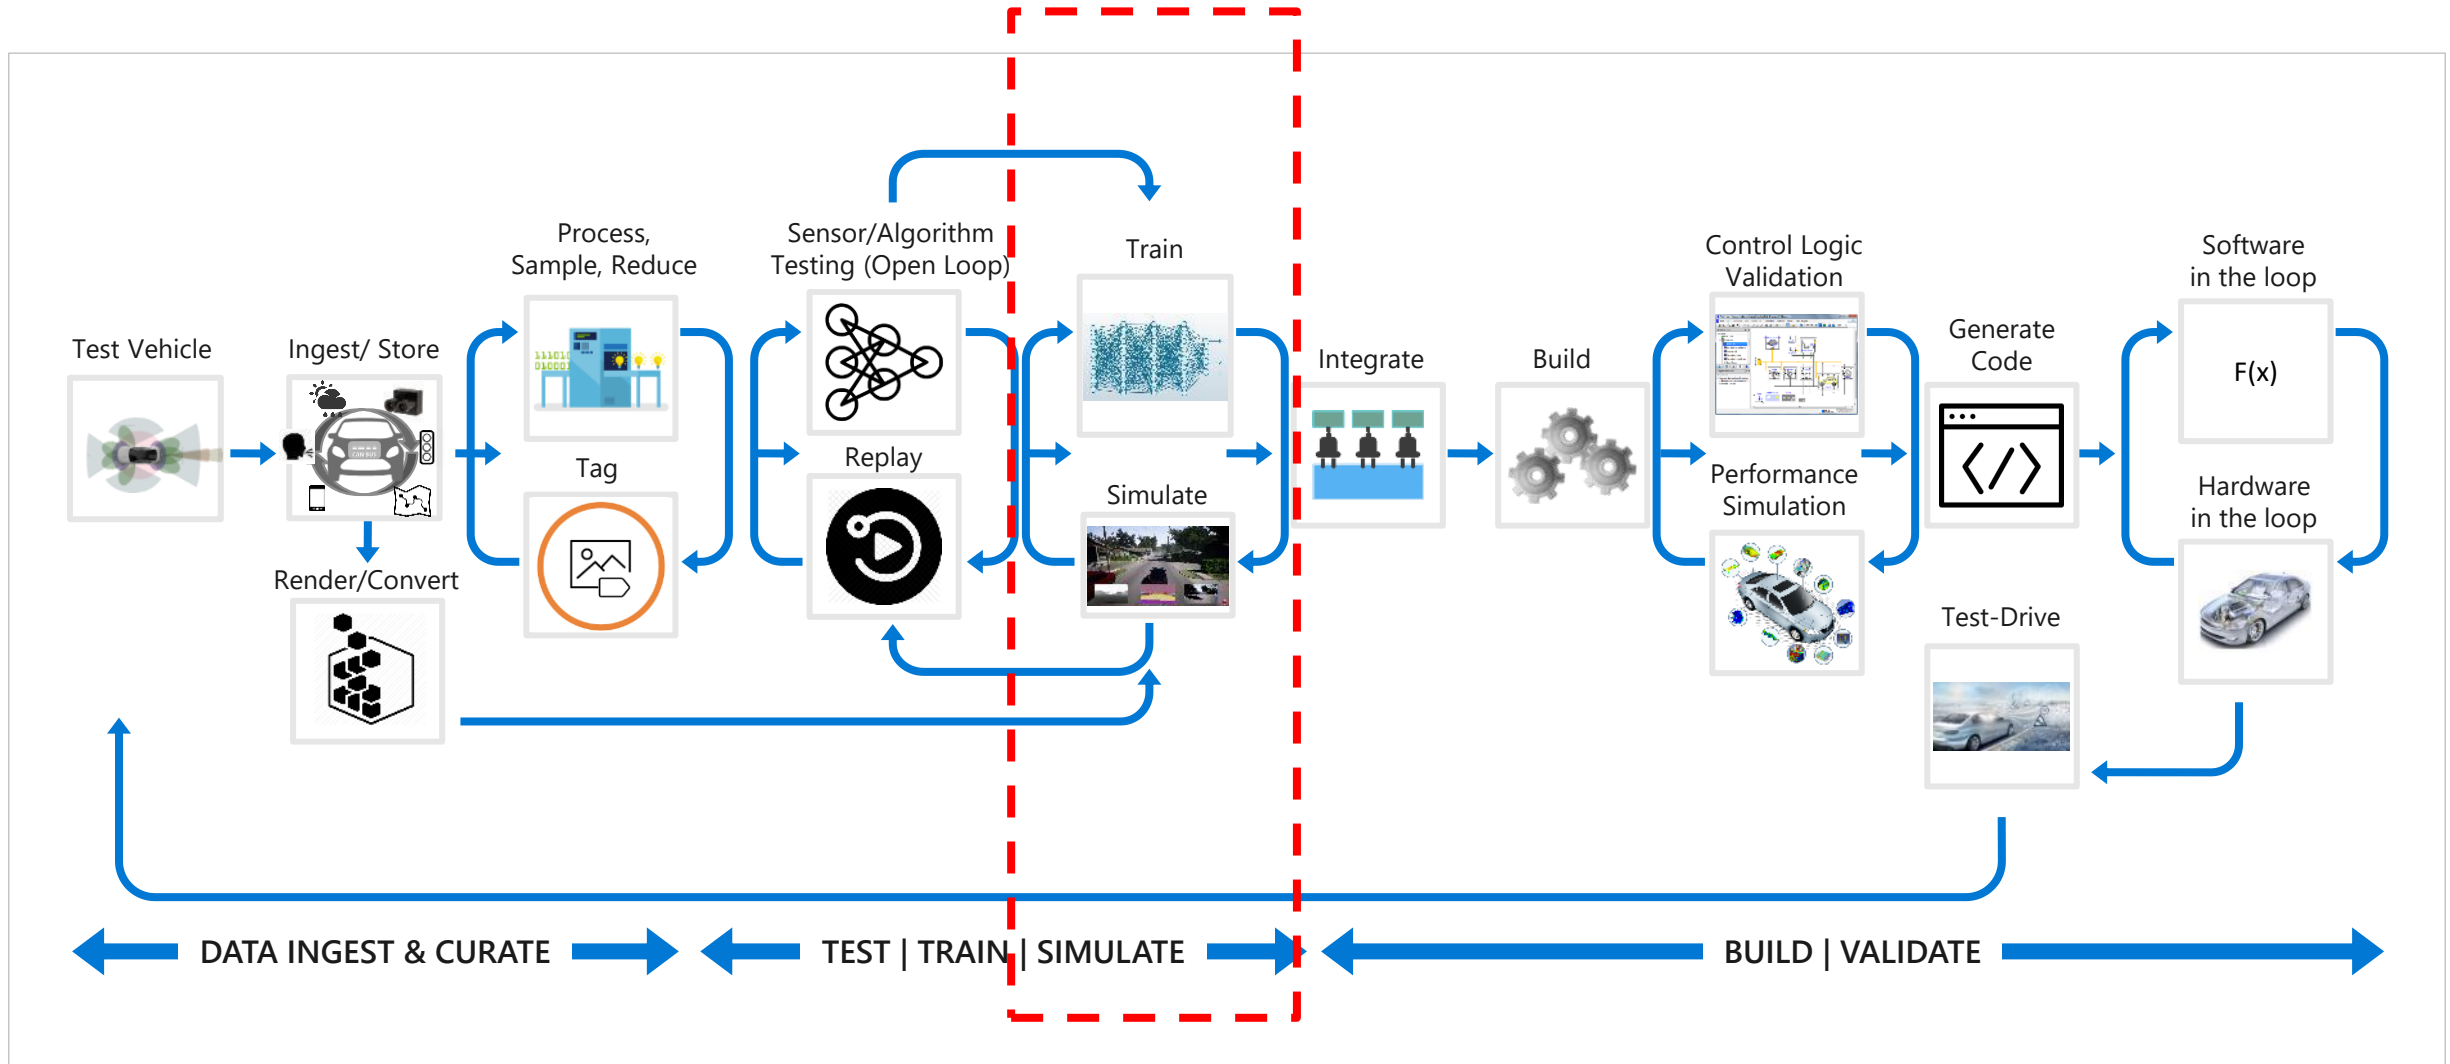 Test Vehicle
Ingest/ Store
CAN BUS
Render/Convert
Process,
Sample, Reduce
Tag
Sensor/Algorithm
Testing (Open Loop)
Replay
Train
Simulate
Integrate
Build
Control Logic
Validation
Performance
Simulation
Generate
Code
</>
Software
in the loop
F(x)
Hardware
in the loop
Test-Drive
DATA INGEST & CURATE
TEST | TRAIN | SIMULATE
BUILD | VALIDATE